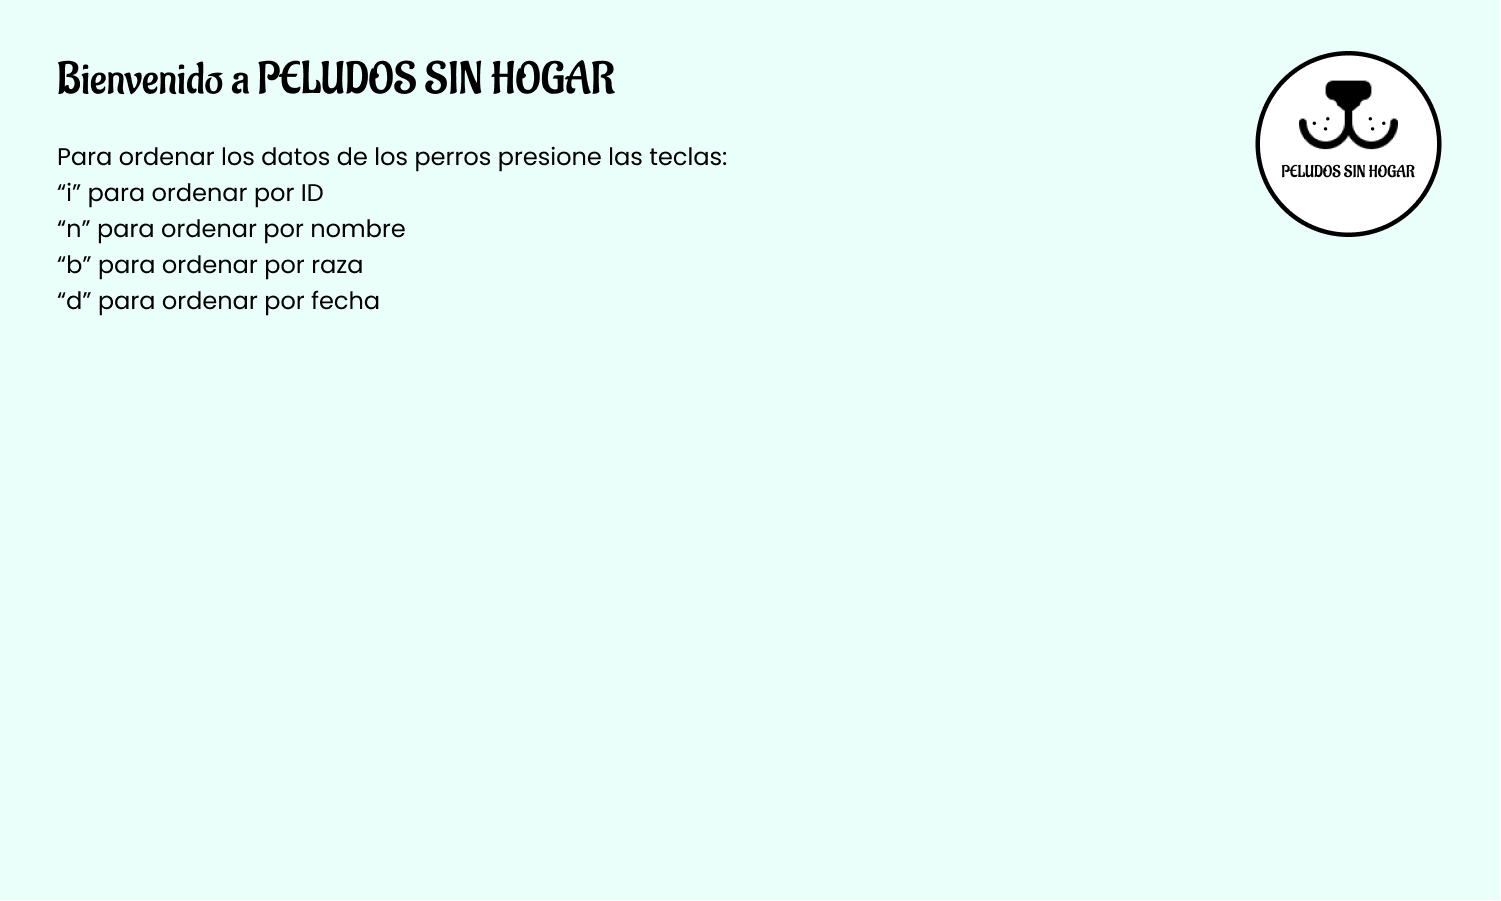 Bienvenido a PELUDOS SIN HOGAR
PELUDOS SIN HOGAR
Para ordenar los datos de los perros presione las teclas:
“i” para ordenar por ID
“n” para ordenar por nombre
“b” para ordenar por raza
“d” para ordenar por fecha